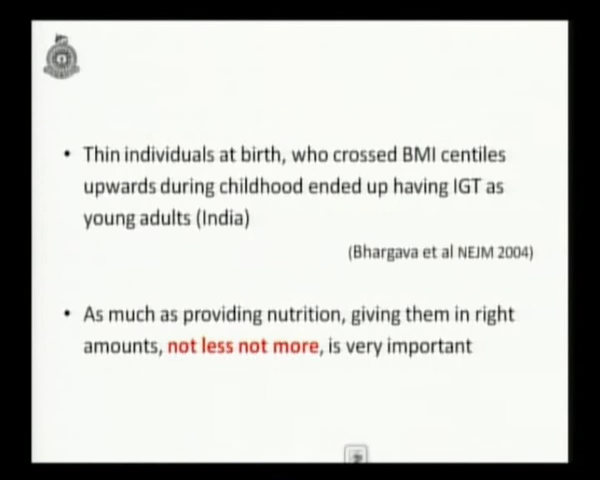 • Thin individuals at birth, who crossed BMI centiles
upwards during childhood ended up having IGT as
young adults (India)
(Bhargava et al NEJM 2004)
• As much as providing nutrition, giving them in right
amounts, not less not more, is very important